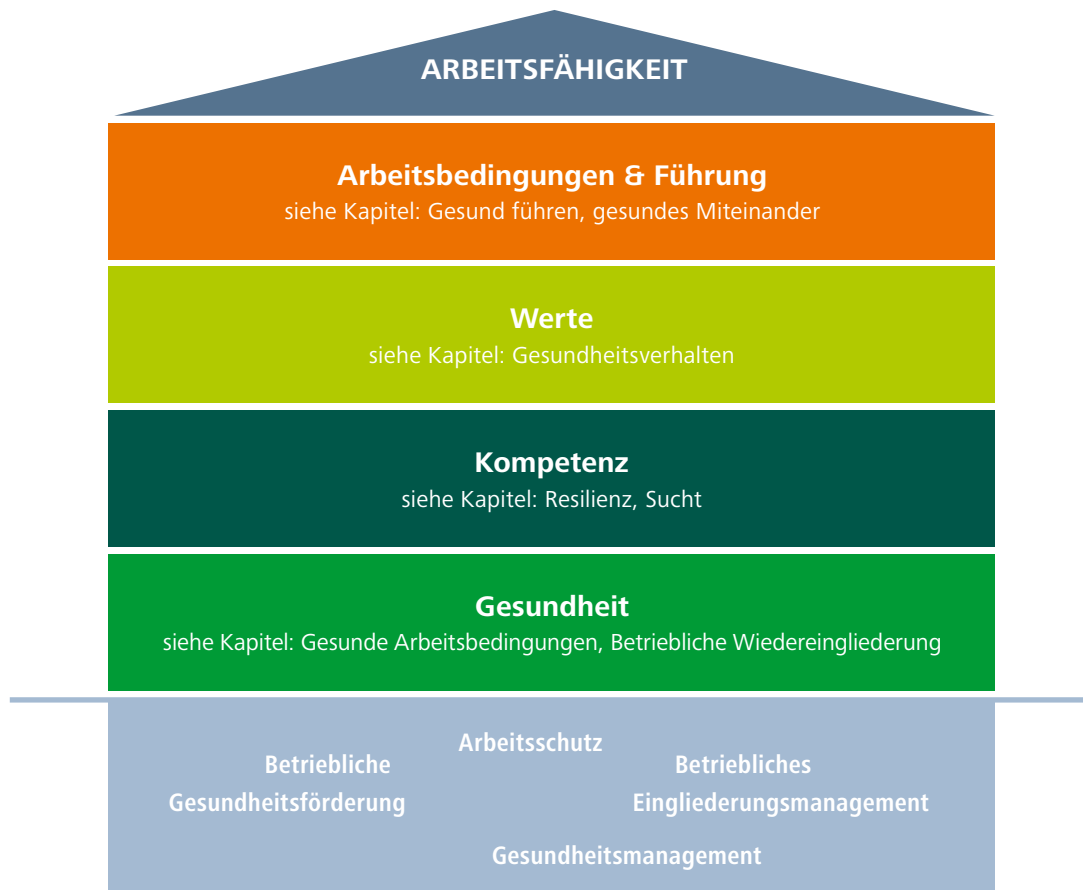 ARBEITSFÄHIGKEIT
Arbeitsbedingungen & Führung
siehe Kapitel: Gesund führen, gesundes Miteinander
Werte
siehe Kapitel: Gesundheitsverhalten
Kompetenz
siehe Kapitel: Resilienz, Sucht
Gesundheit
siehe Kapitel: Gesunde Arbeitsbedingungen, Betriebliche Wiedereingliederung
Arbeitsschutz
Betriebliche
Gesundheitsförderung
Betriebliches
Eingliederungsmanagement
Gesundheitsmanagement